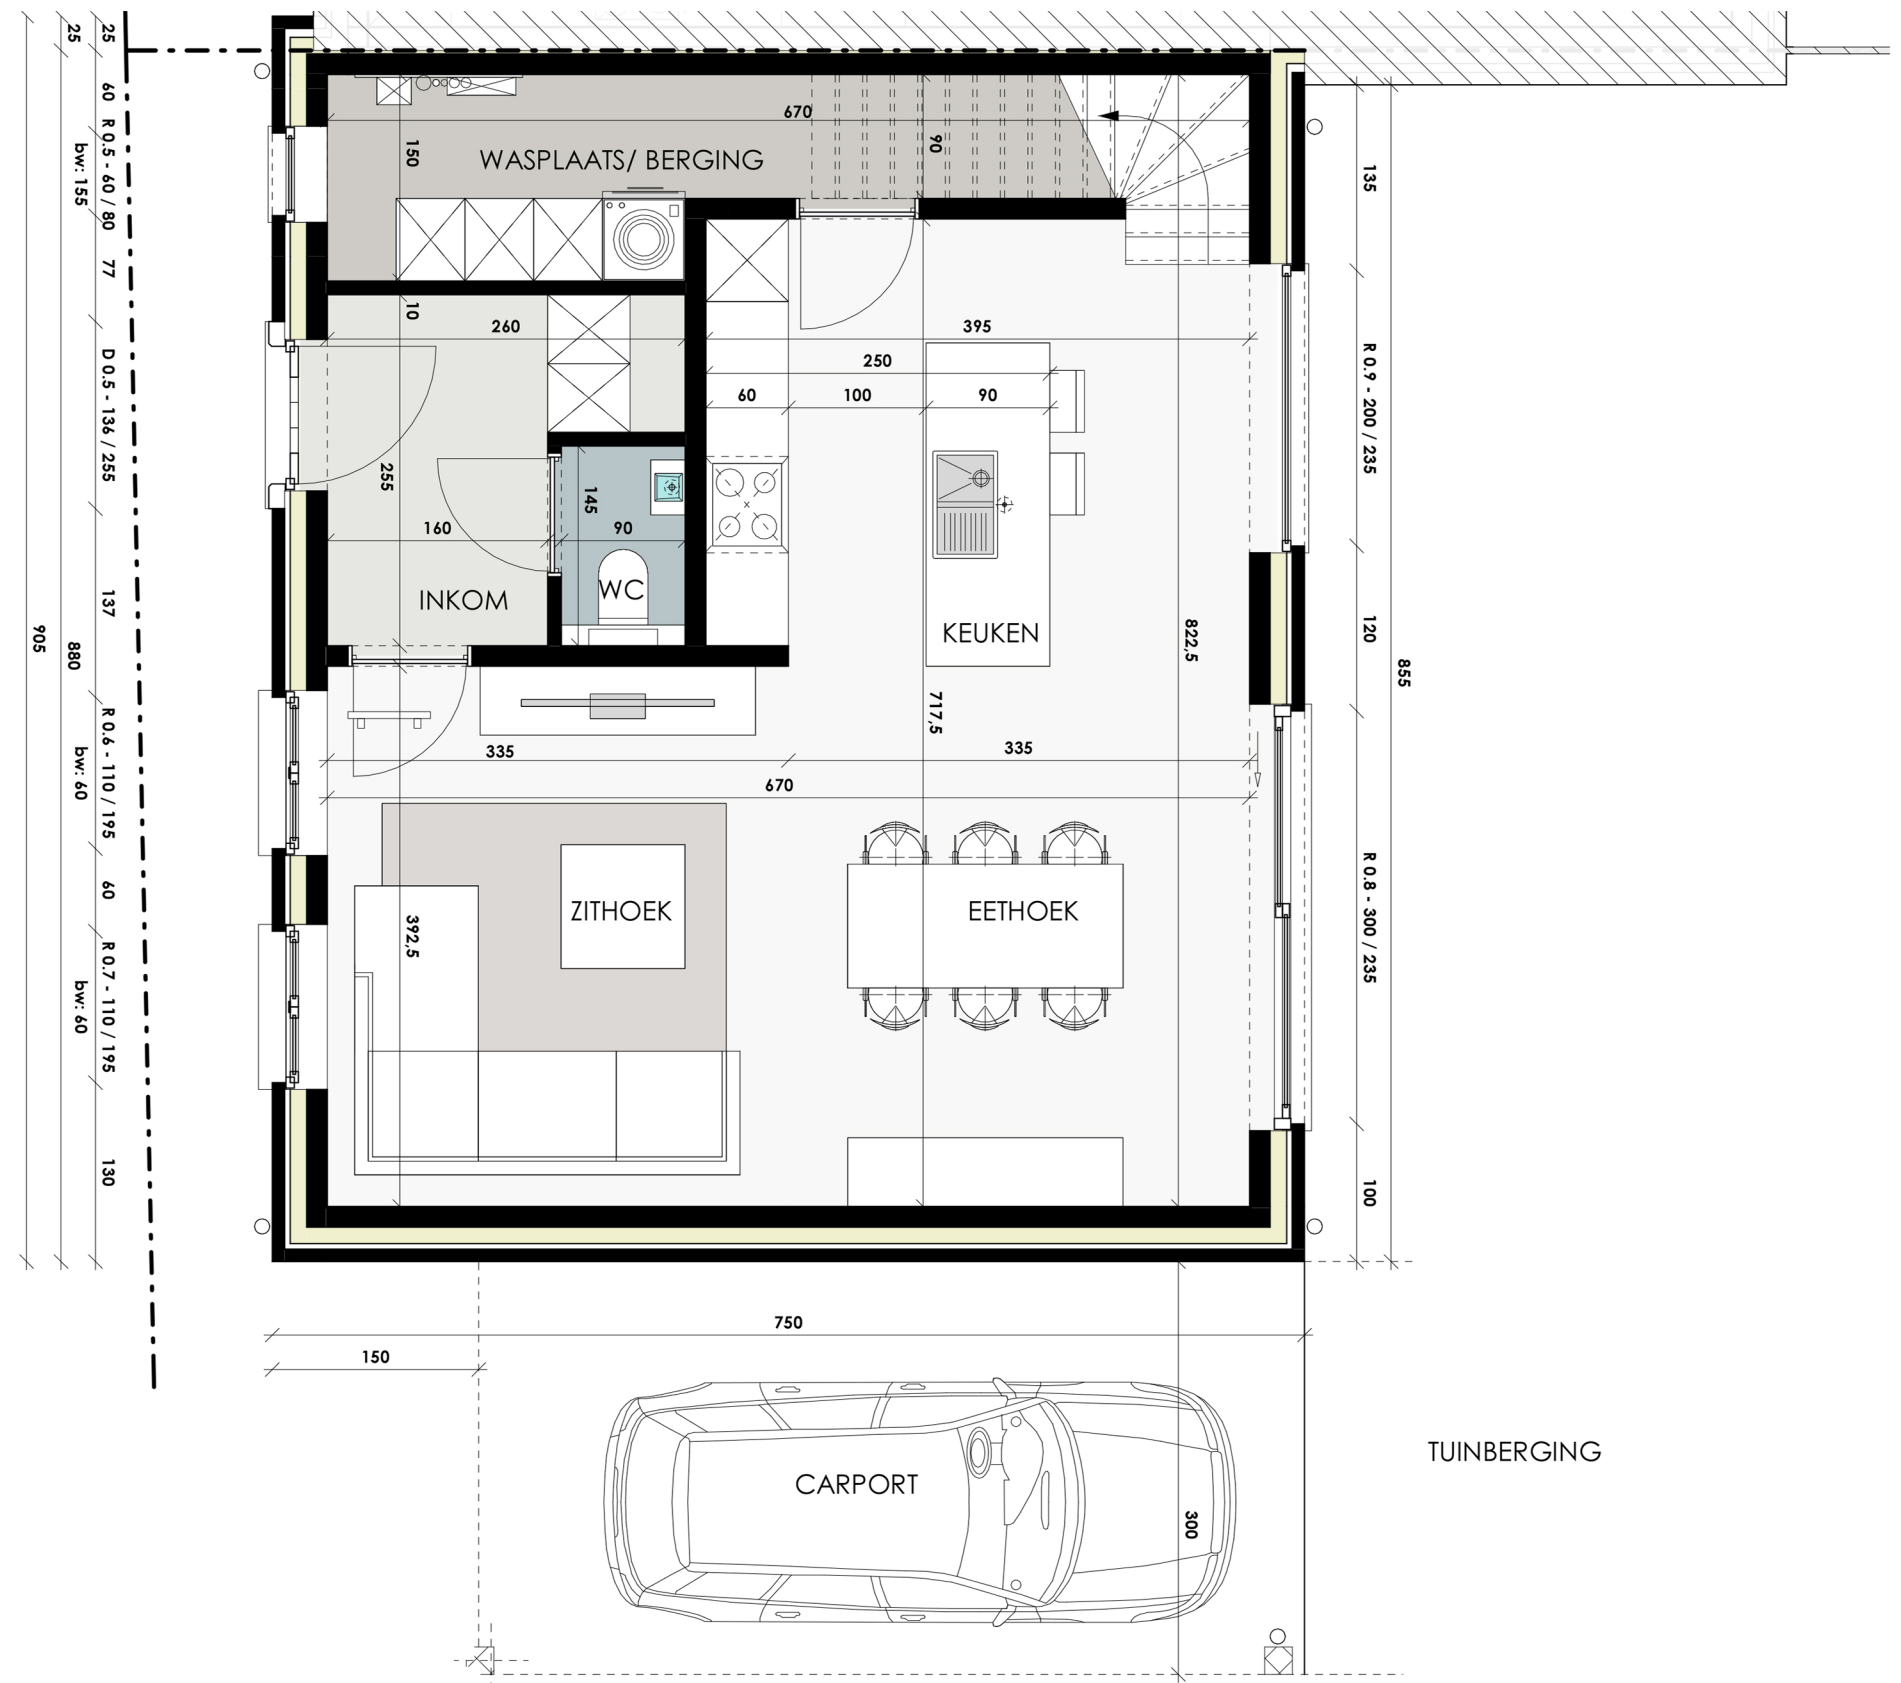 25
25
60
R 0.5 - 60 / 80
bw: 155
77
D 0.5 - 136 / 255
137
880
905
R 0.6 - 110 / 195
bw: 60
60
R 0.7 - 110 / 195
bw: 60
130
670
150
90
WASPLAATS/ BERGING
135
10
260
395
250
60
100
90
R 0.9 - 200 / 235
255
145
160
90
WC
INKOM
KEUKEN
822,5
120
855
717,5
335
335
670
ZITHOEK
EETHOEK
392,5
R 0.8 - 300 / 235
100
750
150
CARPORT
300
TUINBERGING